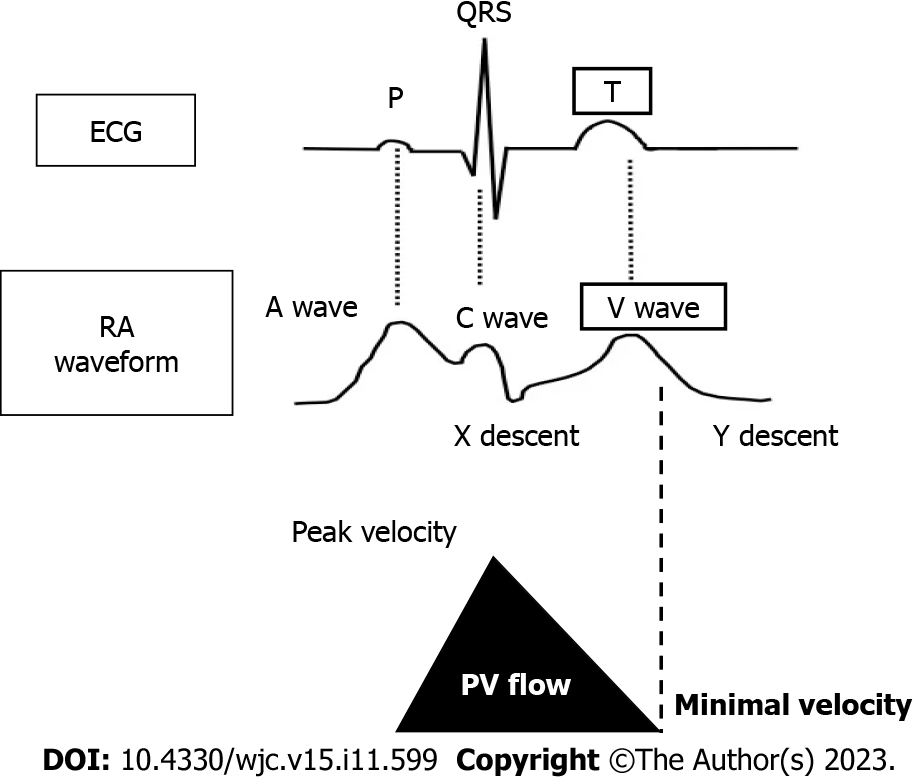 QRS
P
T
ECG
A wave
C wave
V wave
RA
waveform
X descent
Y descent
Peak velocity
PV flow
Minimal velocity
DOI: 10.4330/wjc.v15.i11.599 Copyright ©The Author(s) 2023.